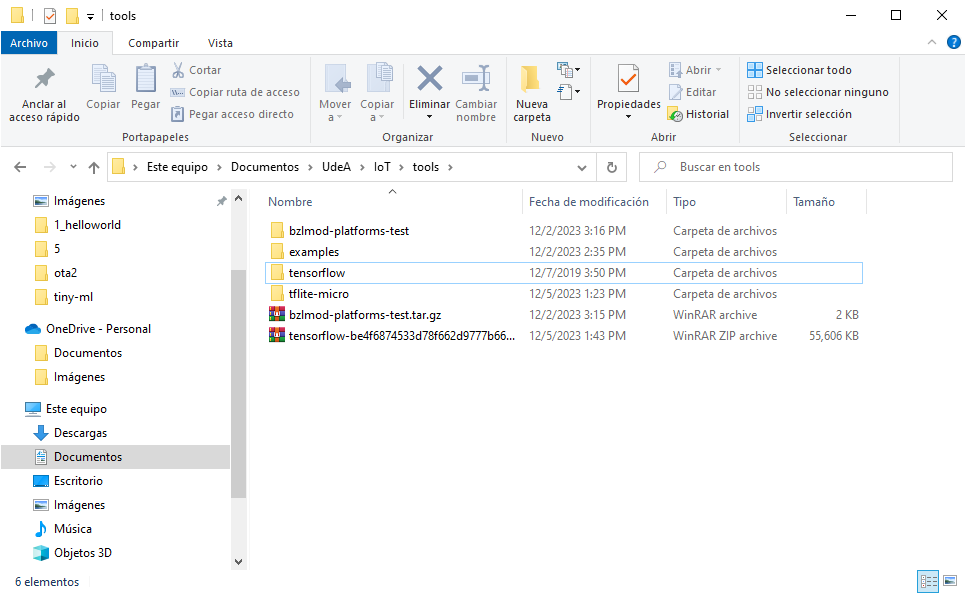 tools
Archivo Inicio Compartir Vista
Anclar al acceso rápido
Copiar
Pegar
Cortar
Copiar ruta de acceso
Pegar acceso directo
Portapapeles
Mover a
Copiar a
Eliminar
Cambiar nombre
Organizar
Nueva carpeta
Nuevo
Propiedades
Abrir
Editar
Historial
Abrir
Seleccionar todo
No seleccionar ninguno
Invertir selección
Seleccionar
Este equipo > Documentos > UdeA > IoT > tools >
Buscar en tools
Imágenes
1_helloworld
5
ota2
tiny-ml
OneDrive - Personal
Documentos
Imágenes
Este equipo
Descargas
Documentos
Escritorio
Imágenes
Música
Objetos 3D
Nombre Fecha de modificación Tipo Tamaño
bzlmod-platforms-test 12/2/2023 3:16 PM Carpeta de archivos
examples 12/2/2023 2:35 PM Carpeta de archivos
tensorflow 12/7/2019 3:50 PM Carpeta de archivos
tflite-micro 12/5/2023 1:23 PM Carpeta de archivos
bzlmod-platforms-test.tar.gz 12/2/2023 3:15 PM WinRAR archive 2 KB
tensorflow-be4f6874533d78f662d9777b66... 12/5/2023 1:43 PM WinRAR ZIP archive 55,606 KB
6 elementos